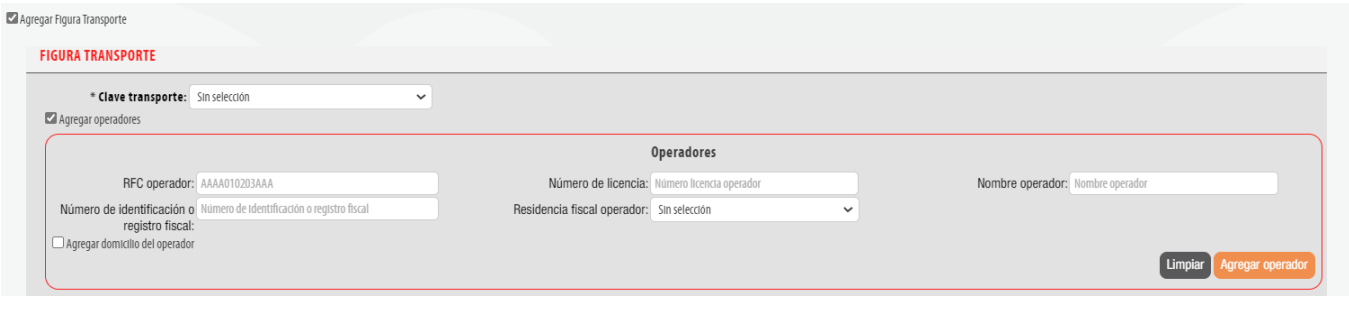 Agregar Figura Transporte
FIGURA TRANSPORTE
* Clave transporte: Sin selección
Agregar operadores
Operadores
RFC operador: AAAA010203AAA Número de licencia: Número licencia operador Nombre operador: Nombre operador
Número de identificación o Número de Identificación o registro fiscal Residencia fiscal operador: Sin selección
registro fiscal:
Agregar domicilio del operador
Limpiar Agregar operador